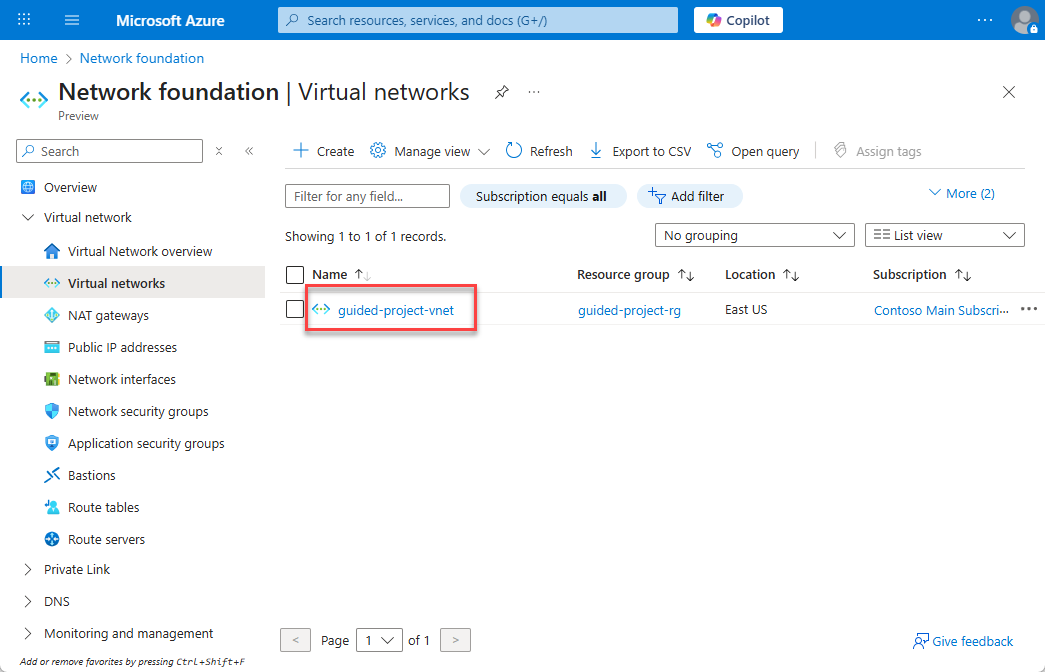 Microsoft Azure
Search resources, services, and docs (G+/)
Copilot
Home > Network foundation
Network foundation | Virtual networks
Preview
Search
Create
Manage view
Refresh
Export to CSV
Open query
Assign tags
Overview
Virtual network
Virtual Network overview
Virtual networks
NAT gateways
Public IP addresses
Network interfaces
Network security groups
Application security groups
Bastions
Route tables
Route servers
Private Link
DNS
Monitoring and management
Add or remove favorites by pressing Ctrl+Shift+F
Filter for any field...
Subscription equals all
Add filter
More (2)
Showing 1 to 1 of 1 records.
No grouping
List view
Name ↑↓ Resource group ↑↓ Location ↑↓ Subscription ↑↓
guided-project-vnet guided-project-rg East US Contoso Main Subscri... ...
< Page 1 of 1 >
Give feedback